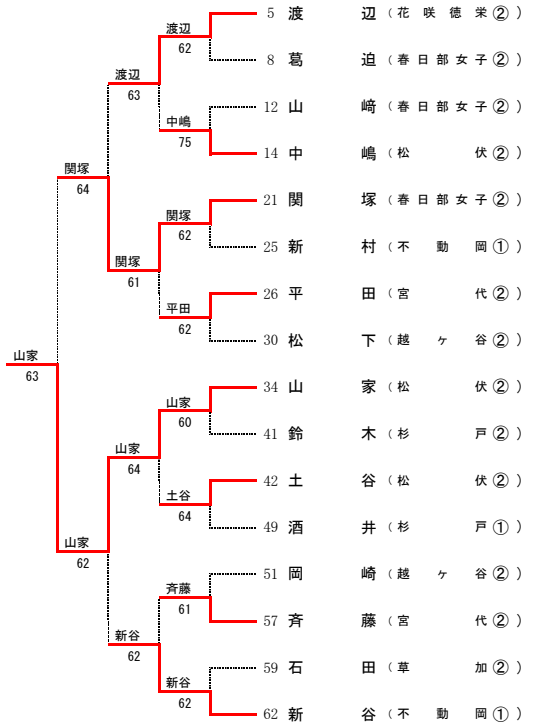 5 渡 辺 ( 花 咲 徳 栄 ② )
渡辺
62
8 葛 迫 ( 春 日 部 女 子 ② )
渡辺
63
12 山 﨑 ( 春 日 部 女 子 ② )
中嶋
75
14 中 嶋 ( 松 伏 ② )
関塚
64
21 関 塚 ( 春 日 部 女 子 ② )
関塚
62
25 新 村 ( 不 動 岡 ① )
関塚
61
26 平 田 ( 宮 代 ② )
平田
62
30 松 下 ( 越 ヶ 谷 ② )
山家
63
34 山 家 ( 松 伏 ② )
山家
60
41 鈴 木 ( 杉 戸 ② )
山家
64
42 土 谷 ( 松 伏 ② )
土谷
64
49 酒 井 ( 杉 戸 ① )
山家
62
51 岡 崎 ( 越 ヶ 谷 ② )
斉藤
61
57 斉 藤 ( 宮 代 ② )
新谷
62
59 石 田 ( 草 加 ② )
新谷
62
62 新 谷 ( 不 動 岡 ① )